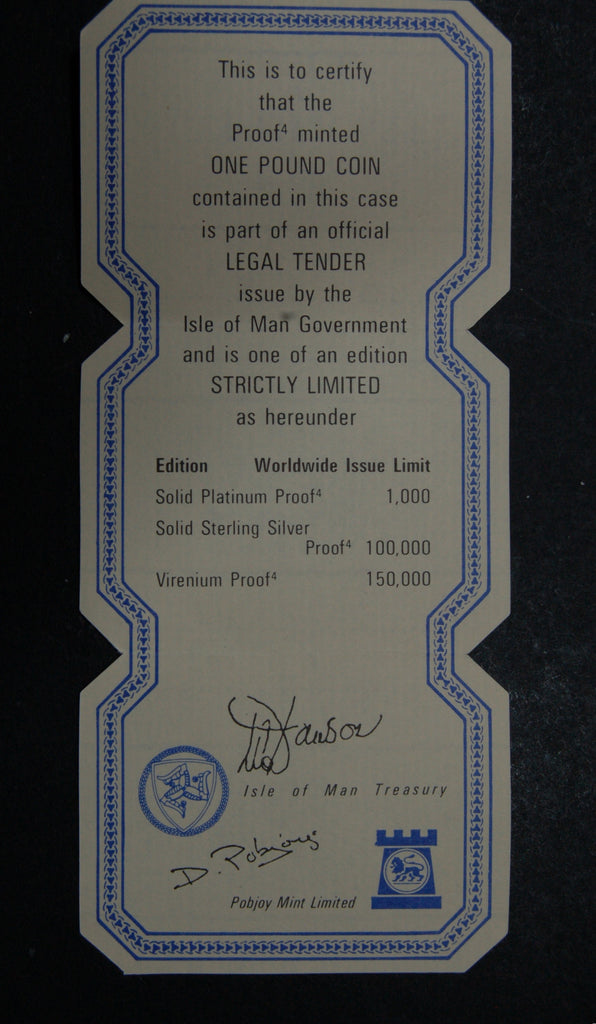 This is to certify
that the
Proof⁴ minted
ONE POUND COIN
contained in this case
is part of an official
LEGAL TENDER
issue by the
Isle of Man Government
and is one of an edition
STRICTLY LIMITED
as hereunder
Edition Worldwide Issue Limit
Solid Platinum Proof⁴ 1,000
Solid Sterling Silver
Proof⁴ 100,000
Virenium Proof⁴ 150,000
Isle of Man Treasury
D. Pobjoy
Pobjoy Mint Limited